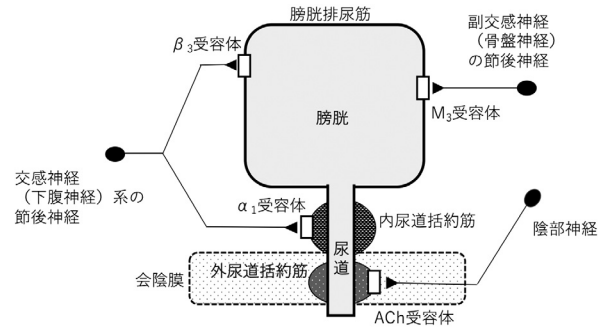 膀胱排尿筋
β3受容体
副交感神経
（骨盤神経）
の節後神経
膀胱
M3受容体
交感神経
（下腹神経）系の
節後神経
α1受容体
内尿道括約筋
陰部神経
尿道
外尿道括約筋
会陰膜
ACh受容体